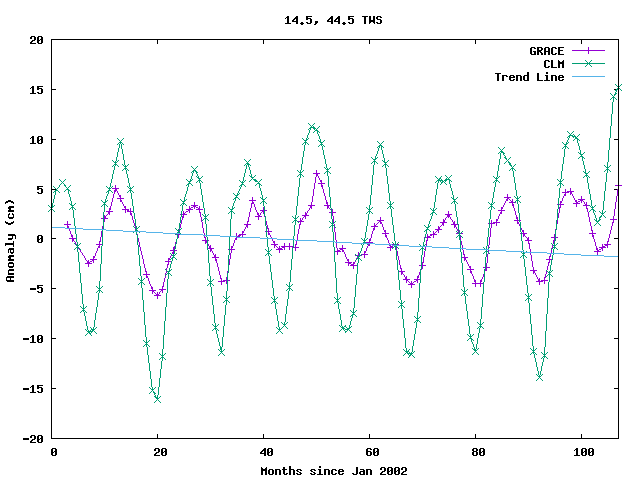 14.5, 44.5 TWS
GRACE
CLM
Trend Line
20
15
10
5
0
-5
-10
-15
-20
Anomaly (cm)
0 20 40 60 80 100
Months since Jan 2002